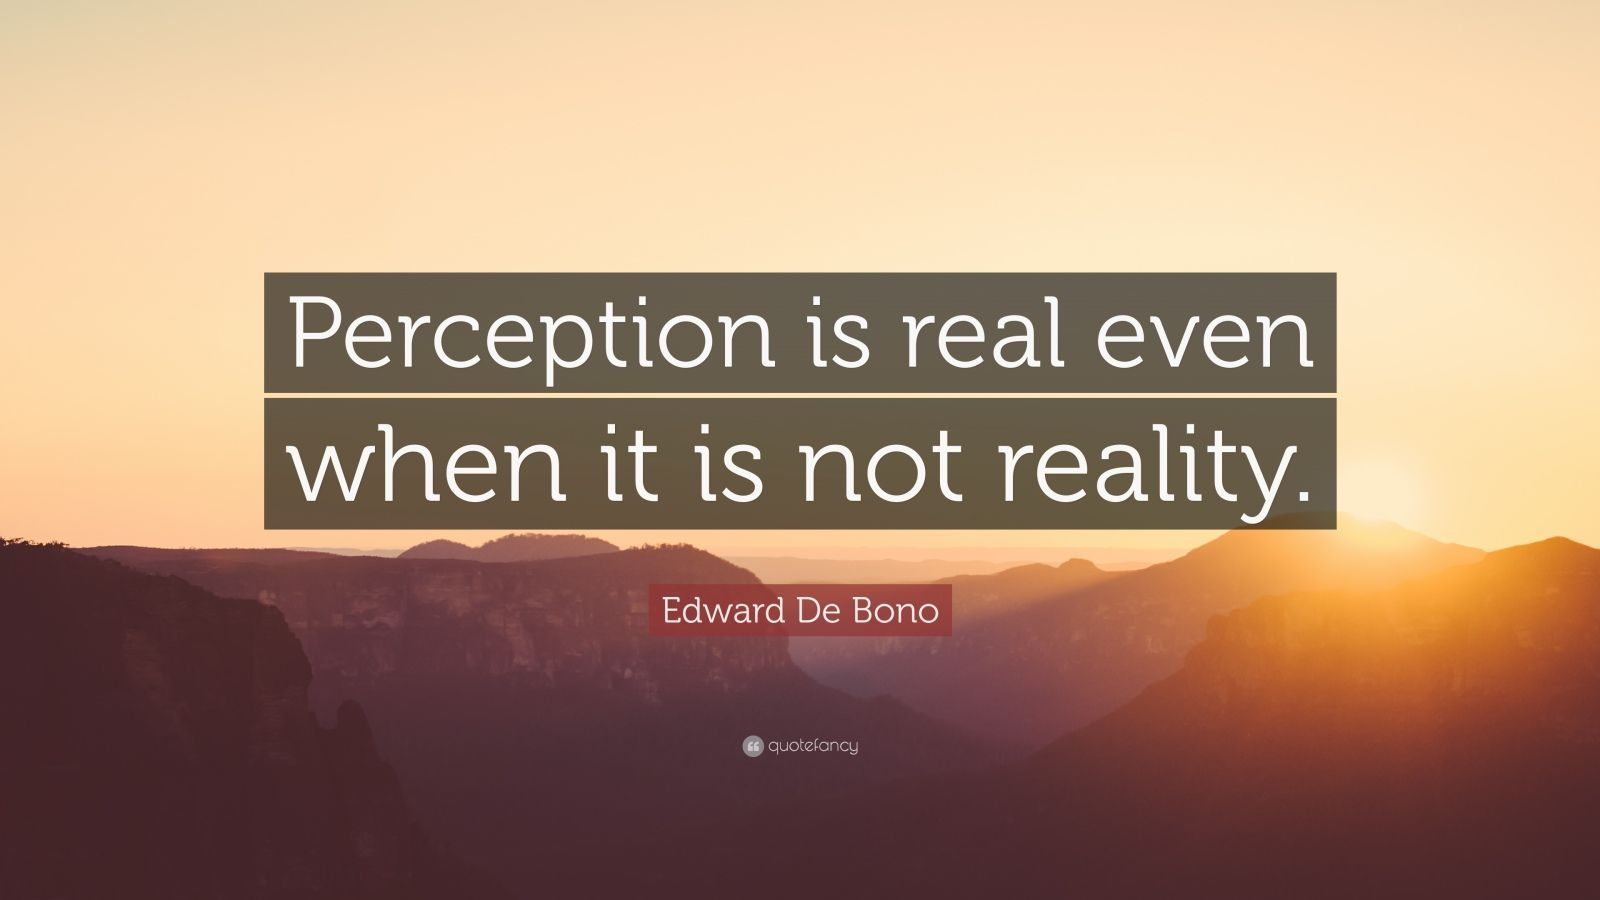 Perception is real even
when it is not reality.
Edward De Bono
quotefancy